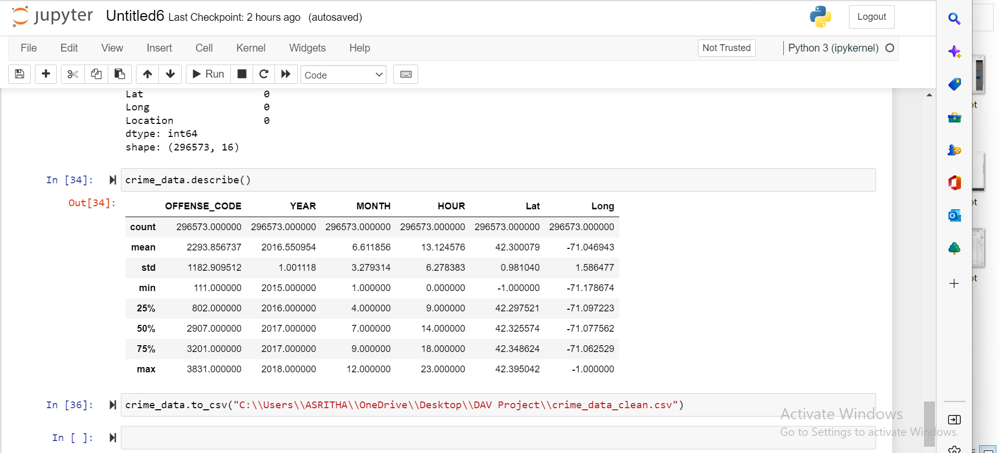 jupyter Untitled6 Last Checkpoint: 2 hours ago (autosaved)
Logout
File Edit View Insert Cell Kernel Widgets Help Not Trusted Python 3 (ipykernel)
Run Code
Lat 0
Long 0
Location 0
dtype: int64
shape: (296573, 16)
In [34]: crime_data.describe()
Out[34]:
OFFENSE_CODE YEAR MONTH HOUR Lat Long
count 296573.000000 296573.000000 296573.000000 296573.000000 296573.000000 296573.000000
mean 2293.856737 2016.550954 6.611856 13.124576 42.300079 -71.046943
std 1182.909512 1.001118 3.279314 6.278383 0.981040 1.586477
min 111.000000 2015.000000 1.000000 0.000000 -1.000000 -71.178674
25% 802.000000 2016.000000 4.000000 9.000000 42.297521 -71.097223
50% 2907.000000 2017.000000 7.000000 14.000000 42.325574 -71.077562
75% 3201.000000 2017.000000 9.000000 18.000000 42.348624 -71.062529
max 3831.000000 2018.000000 12.000000 23.000000 42.395042 -1.000000
In [36]: crime_data.to_csv("C:\\Users\\ASRITHA\\OneDrive\\Desktop\\DAV Project\\crime_data_clean.csv")
In [ ]:
Activate Windows
Go to Settings to activate Windows.